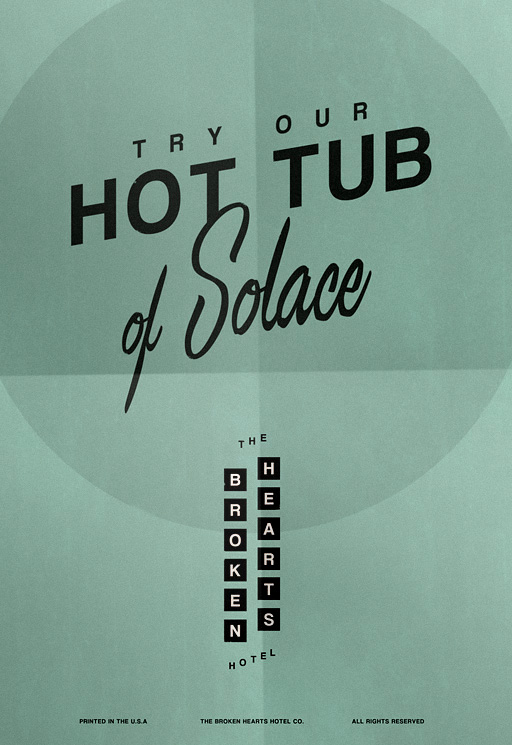 TRY OUR
HOT TUB
of Solace
THE
BROKEN
HEARTS
HOTEL
PRINTED IN THE U.S.A
THE BROKEN HEARTS HOTEL CO.
ALL RIGHTS RESERVED